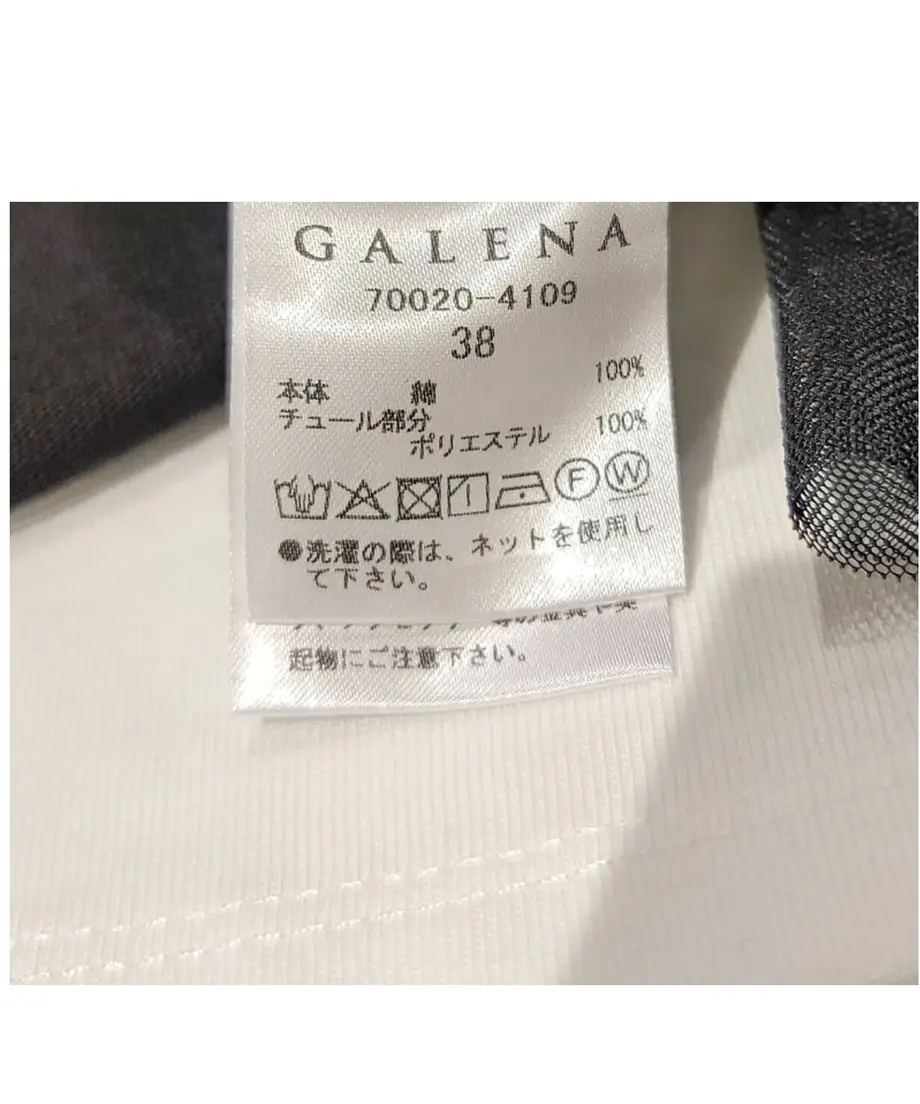 GALENA
70020-4109
38
本体 綿 100%
チュール部分
ポリエステル 100%
F W
●洗濯の際は、ネットを使用し
て下さい。
起物にご注意下さい。